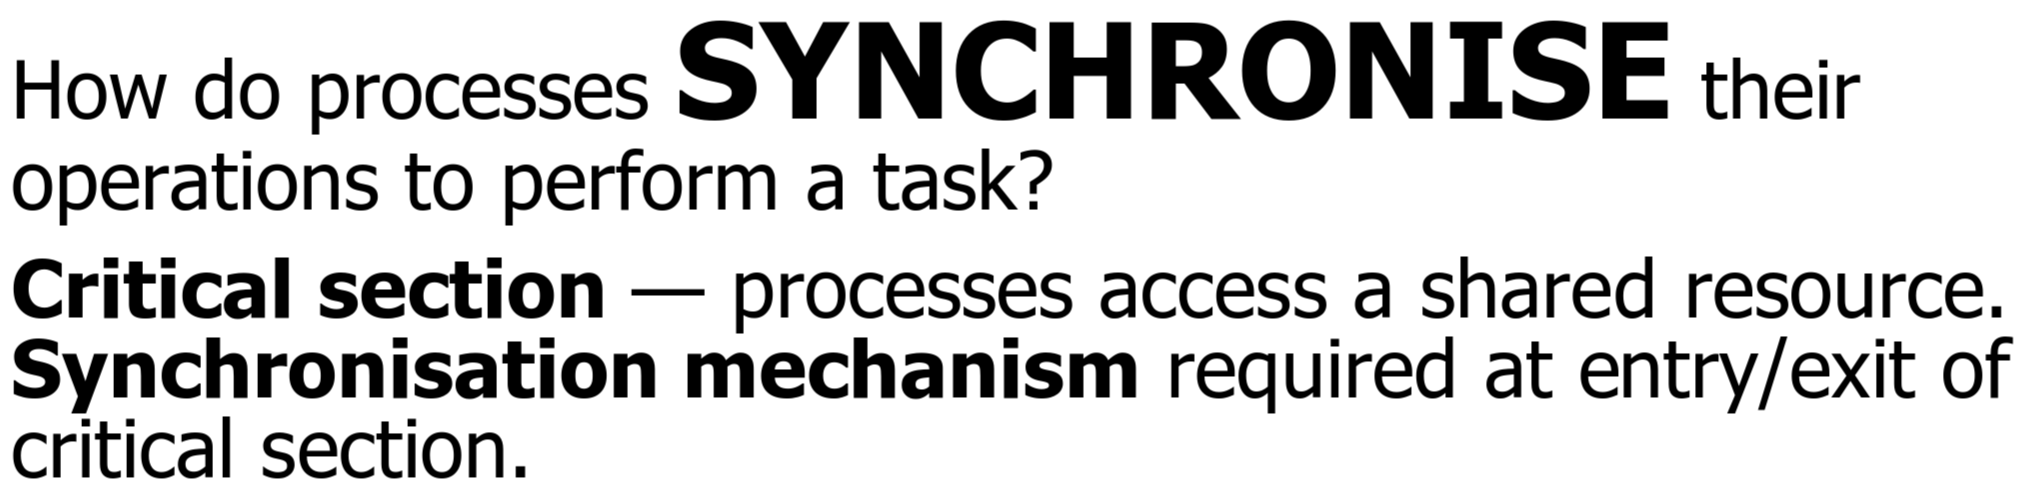 How do processes SYNCHRONISE their
operations to perform a task?
Critical section — processes access a shared resource.
Synchronisation mechanism required at entry/exit of
critical section.